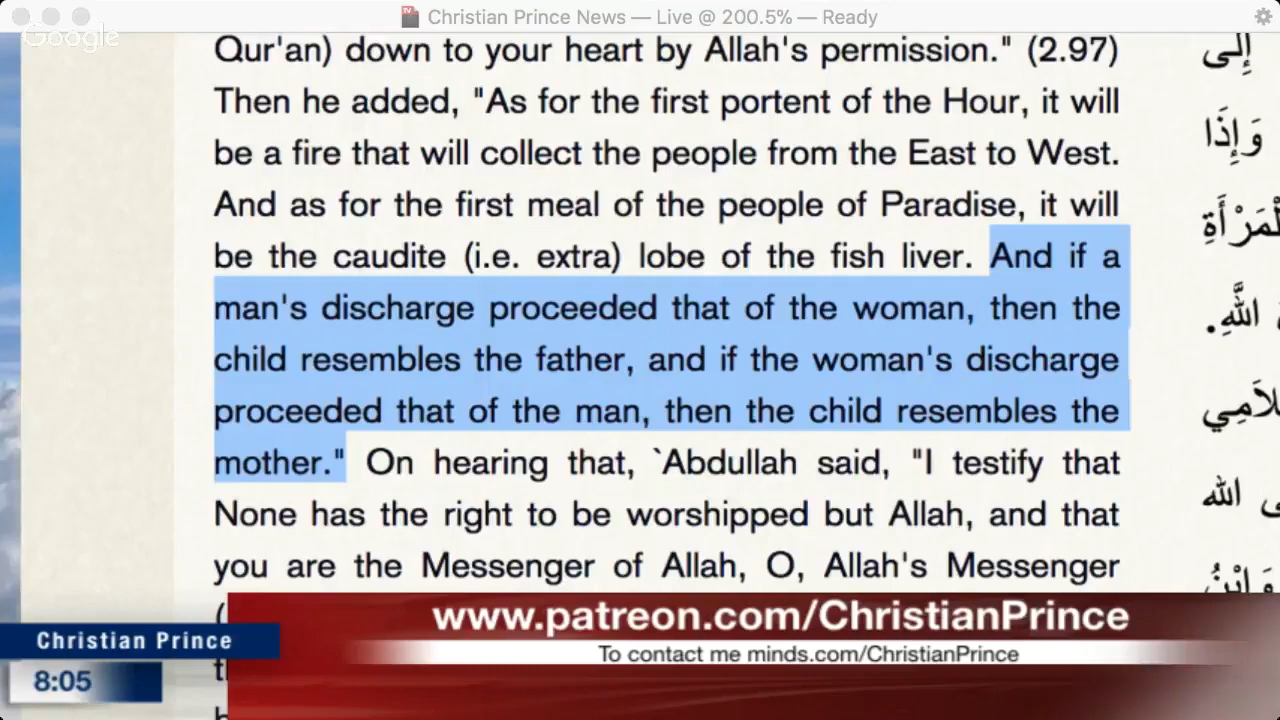 Christian Prince News — Live @ 200.5% — Ready
Google
Qur'an) down to your heart by Allah's permission." (2.97)
Then he added, "As for the first portent of the Hour, it will
be a fire that will collect the people from the East to West.
And as for the first meal of the people of Paradise, it will
be the caudite (i.e. extra) lobe of the fish liver. And if a
man's discharge proceeded that of the woman, then the
child resembles the father, and if the woman's discharge
proceeded that of the man, then the child resembles the
mother." On hearing that, `Abdullah said, "I testify that
None has the right to be worshipped but Allah, and that
you are the Messenger of Allah, O, Allah's Messenger
إِلَى
وَإِذَا
الْمَرْأَةِ
اللَّهِ.
الله
www.patreon.com/ChristianPrince
To contact me minds.com/ChristianPrince
Christian Prince
8:05